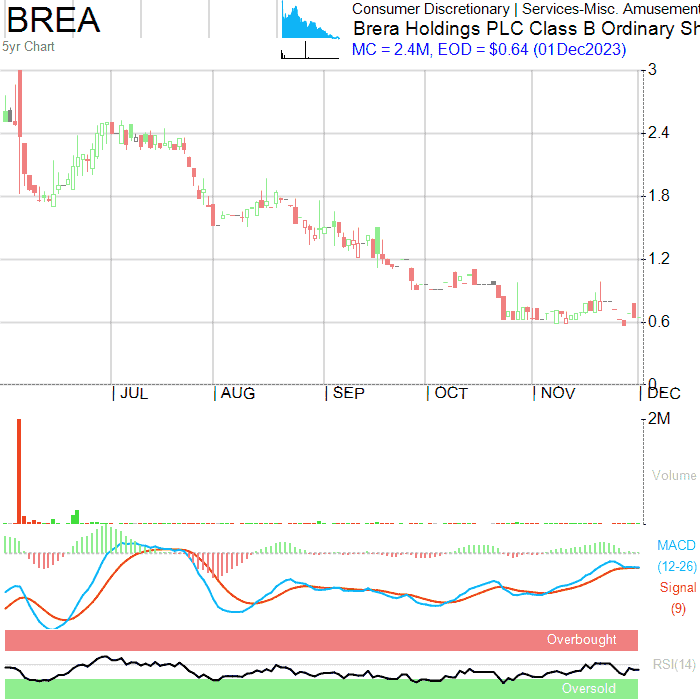 BREA
5yr Chart
Consumer Discretionary | Services-Misc. Amusement
Brera Holdings PLC Class B Ordinary Sh
MC = 2.4M, EOD = $0.64 (01Dec2023)
3
2.4
1.8
1.2
0.6
0
JUL
AUG
SEP
OCT
NOV
DEC
2M
Volume
MACD
(12-26)
Signal
(9)
Overbought
RSI(14)
Oversold